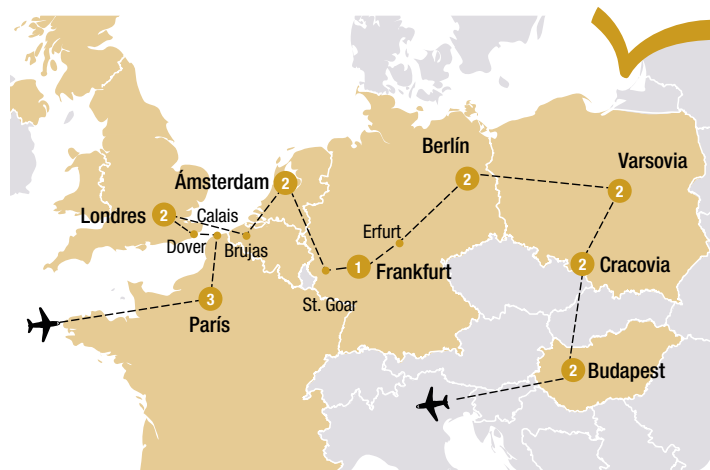 Berlín
2
Varsovia
2
Ámsterdam
2
Londres
2
Calais
Dover
Brujas
Erfurt
1
Frankfurt
2
Cracovia
St. Goar
3
París
2
Budapest